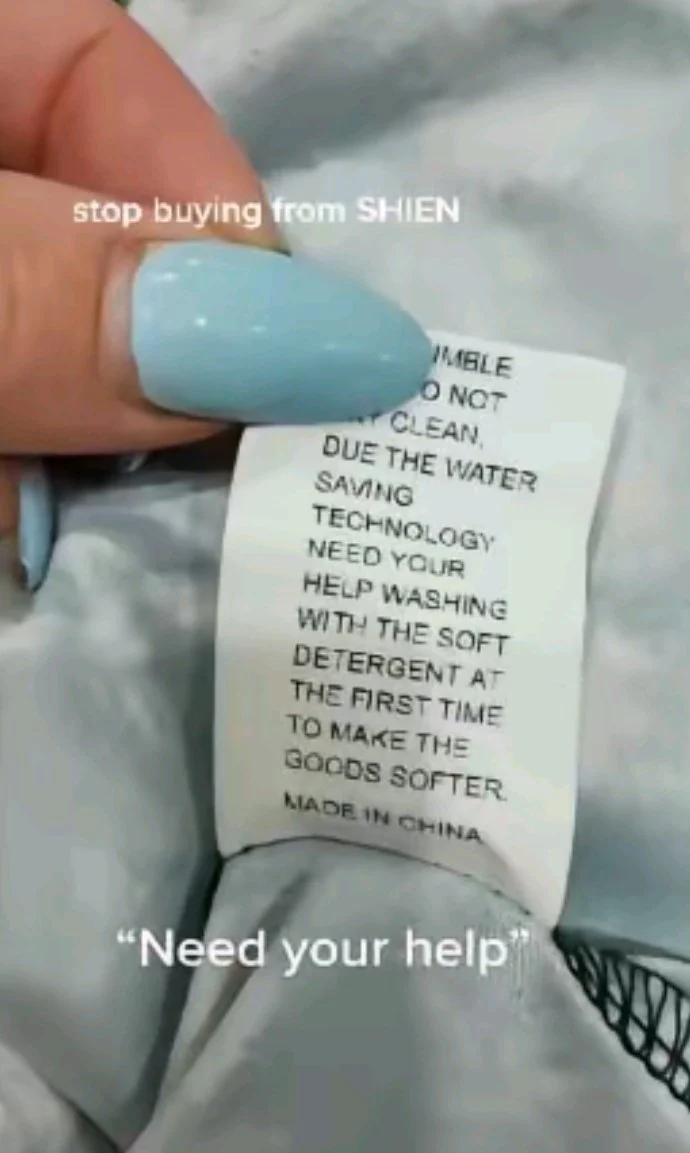 stop buying from SHIEN
CLEAN,
O NOT
DUE THE WATER
SAVING
TECHNOLOGY
NEED YOUR
HELP WASHING
WITH THE SOFT
DETERGENT AT
THE FIRST TIME
TO MAKE THE
GOODS SOFTER.
MADE IN CHINA
“Need your help”